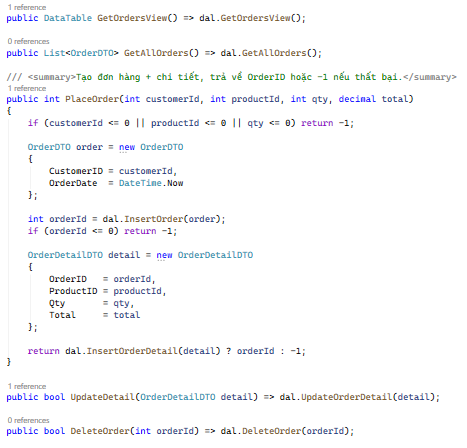 1 reference
public DataTable GetOrdersView() => dal.GetOrdersView();
0 references
public List<OrderDTO> GetAllOrders() => dal.GetAllOrders();
/// <summary>Tạo đơn hàng + chi tiết, trả về OrderID hoặc -1 nếu thất bại.</summary>
1 reference
public int PlaceOrder(int customerId, int productId, int qty, decimal total)
{
    if (customerId <= 0 || productId <= 0 || qty <= 0) return -1;
    OrderDTO order = new OrderDTO
    {
        CustomerID = customerId,
        OrderDate  = DateTime.Now
    };
    int orderId = dal.InsertOrder(order);
    if (orderId <= 0) return -1;
    OrderDetailDTO detail = new OrderDetailDTO
    {
        OrderID   = orderId,
        ProductID = productId,
        Qty       = qty,
        Total     = total
    };
    return dal.InsertOrderDetail(detail) ? orderId : -1;
}
1 reference
public bool UpdateDetail(OrderDetailDTO detail) => dal.UpdateOrderDetail(detail);
0 references
public bool DeleteOrder(int orderId) => dal.DeleteOrder(orderId);